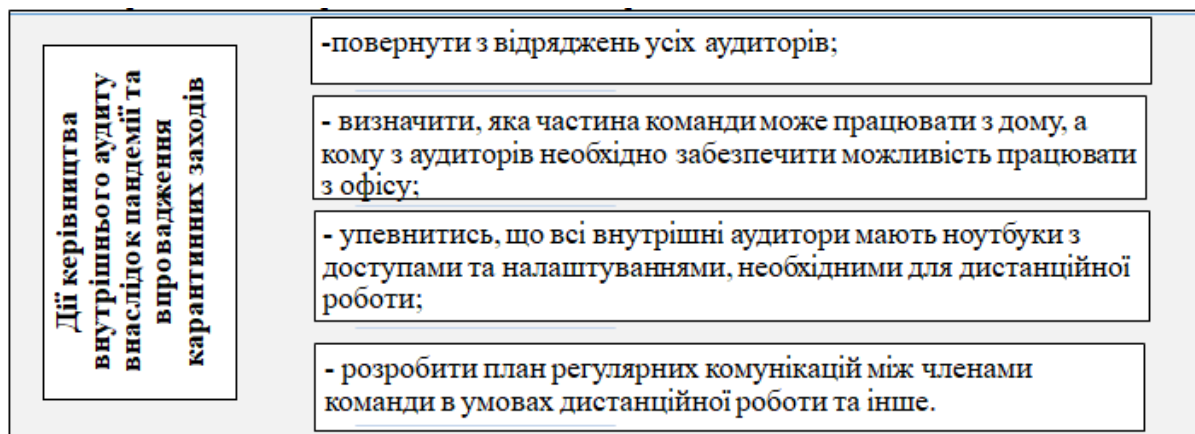 Дії керівництва
внутрішнього аудиту
внаслідок пандемії та
впровадження
карантинних заходів
-повернути з відряджень усіх аудиторів;
- визначити, яка частина команди може працювати з дому, а
кому з аудиторів необхідно забезпечити можливість працювати
з офісу;
- упевнитись, що всі внутрішні аудитори мають ноутбуки з
доступами та налаштуваннями, необхідними для дистанційної
роботи;
- розробити план регулярних комунікацій між членами
команди в умовах дистанційної роботи та інше.